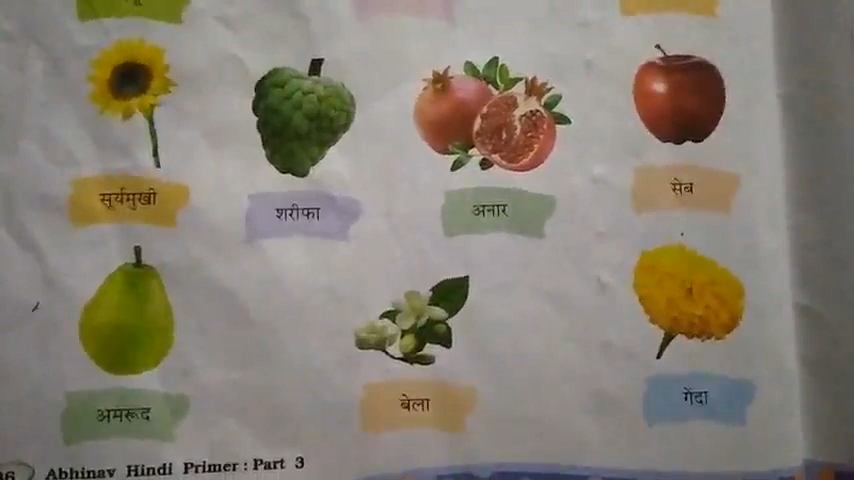 सूर्यमुखी
शरीफा
अनार
सेब
अमरूद
बेला
गेंदा
Abhinav Hindi Primer : Part 3